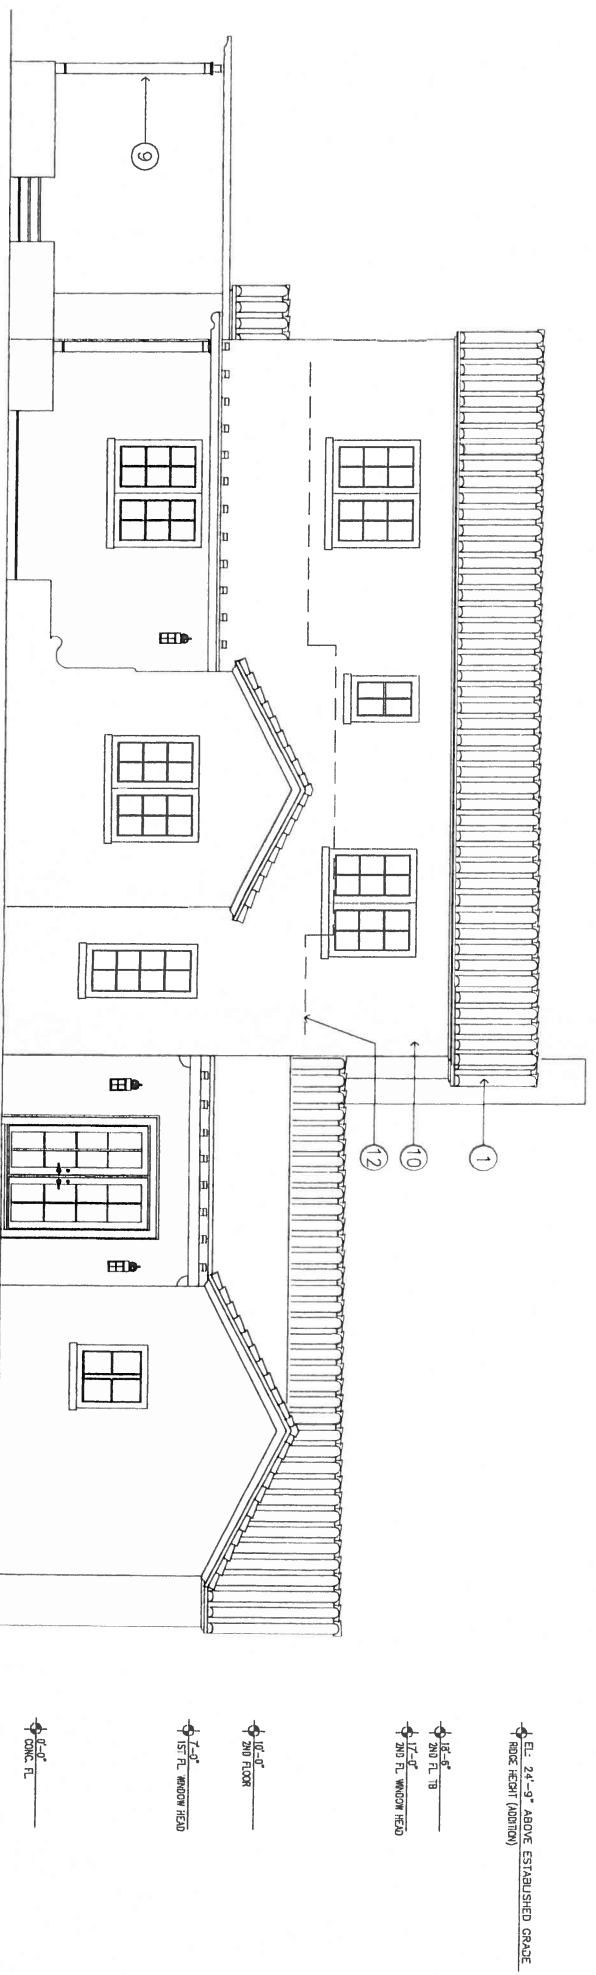 9
12
10
1
EL: 24'-9" ABOVE ESTABLISHED GRADE
RIDGE HEIGHT (ADDITION)
18'-6"
2ND FL TB
17'-0"
2ND FL WINDOW HEAD
10'-0"
2ND FLOOR
7'-0"
1ST FL WINDOW HEAD
0'-0"
CONC. FL